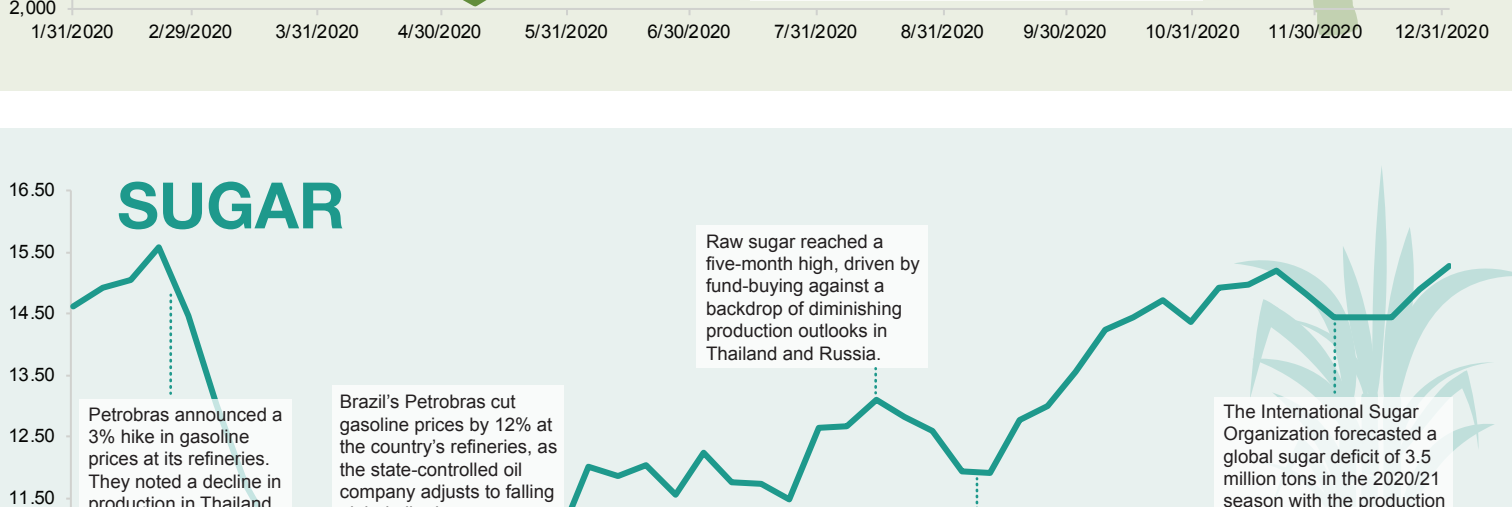 2,000
1/31/2020 2/29/2020 3/31/2020 4/30/2020 5/31/2020 6/30/2020 7/31/2020 8/31/2020 9/30/2020 10/31/2020 11/30/2020 12/31/2020
SUGAR
16.50
15.50
14.50
13.50
12.50
11.50
Petrobras announced a
3% hike in gasoline
prices at its refineries.
They noted a decline in
production in Thailand
Brazil’s Petrobras cut
gasoline prices by 12% at
the country’s refineries, as
the state-controlled oil
company adjusts to falling
Raw sugar reached a
five-month high, driven by
fund-buying against a
backdrop of diminishing
production outlooks in
Thailand and Russia.
The International Sugar
Organization forecasted a
global sugar deficit of 3.5
million tons in the 2020/21
season with the production